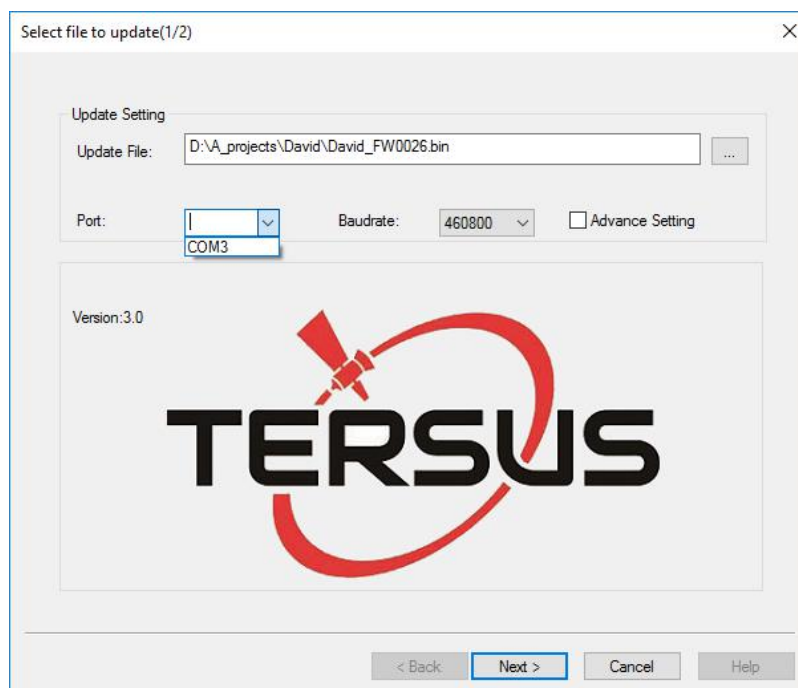 Select file to update(1/2)
Update Setting
Update File: D:\A_projects\David\David_FW0026.bin ...
Port: Baudrate: 460800 Advance Setting
COM3
Version:3.0
TERSUS
< Back Next > Cancel Help